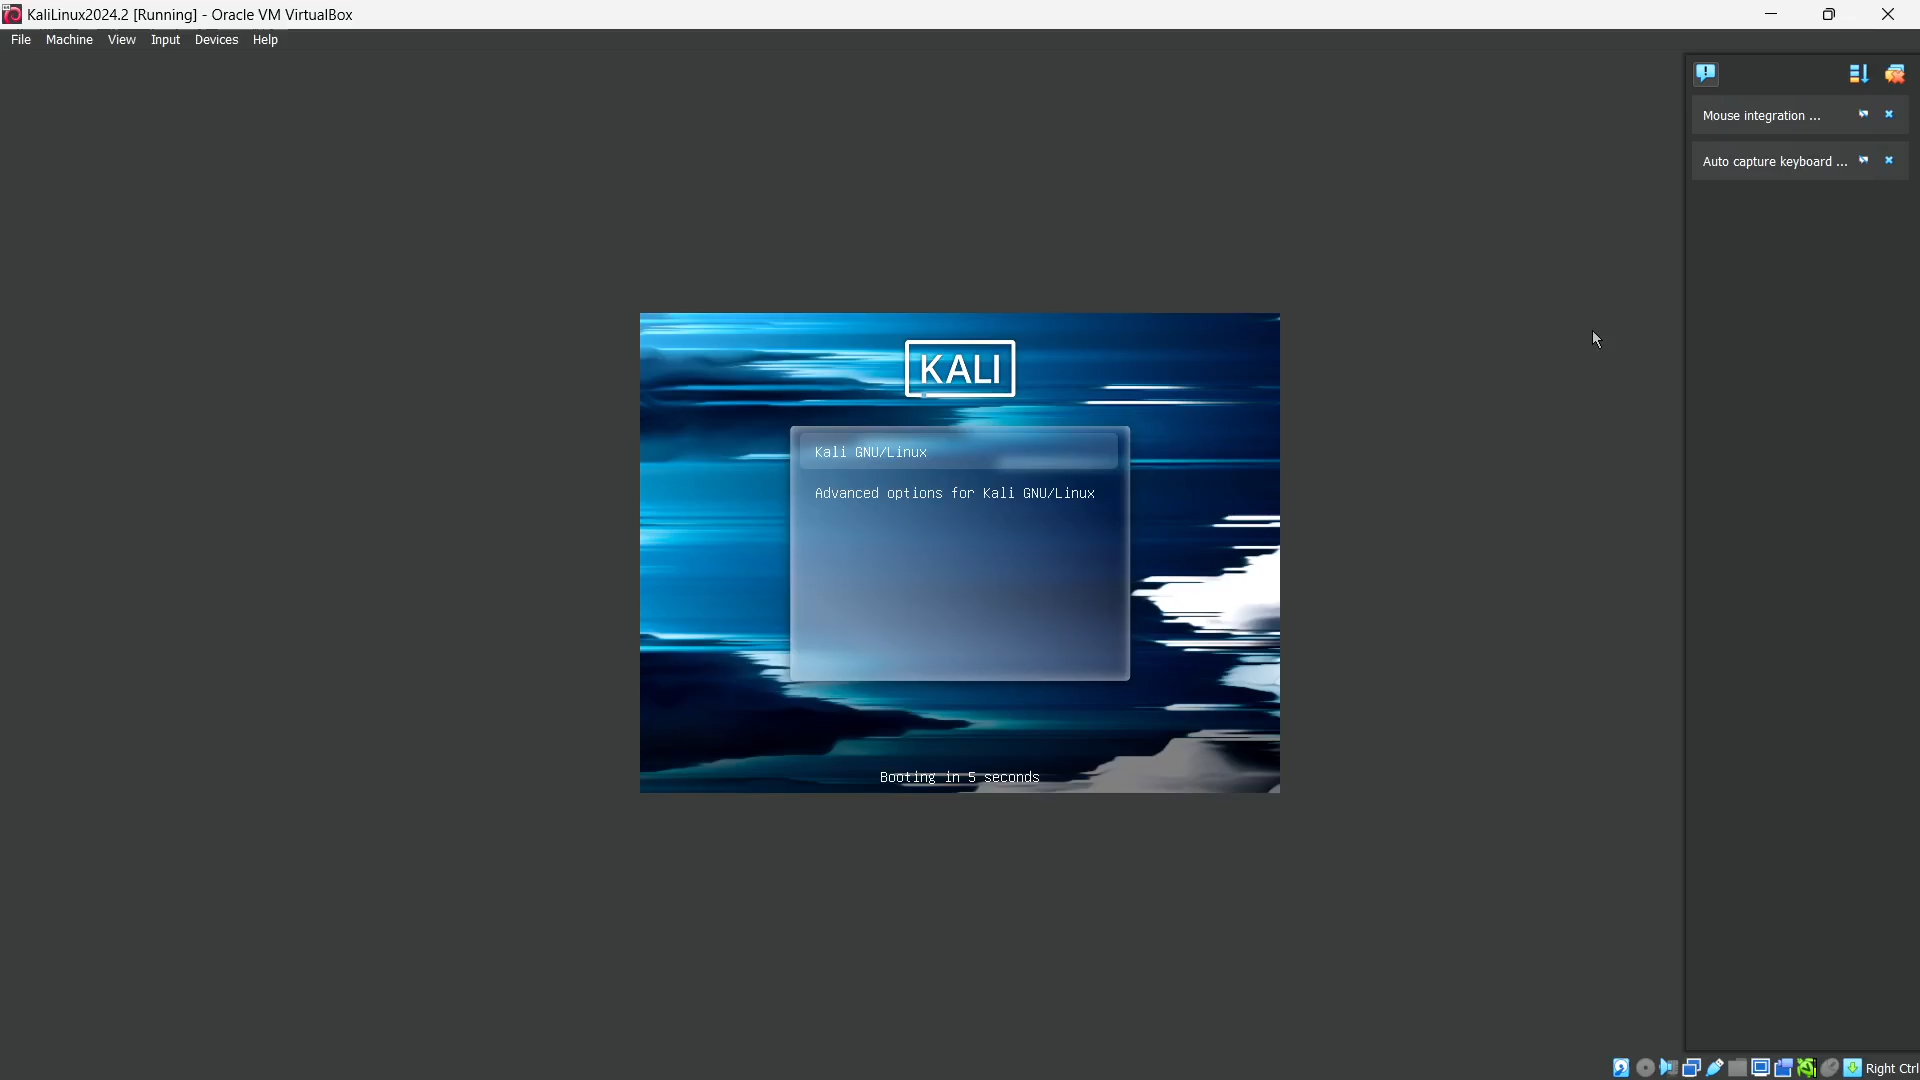 KaliLinux2024.2 [Running] - Oracle VM VirtualBox
File Machine View Input Devices Help
Mouse integration ...
Auto capture keyboard ...
KALI
Kali GNU/Linux
Advanced options for Kali GNU/Linux
Booting in 5 seconds
Right Ctrl